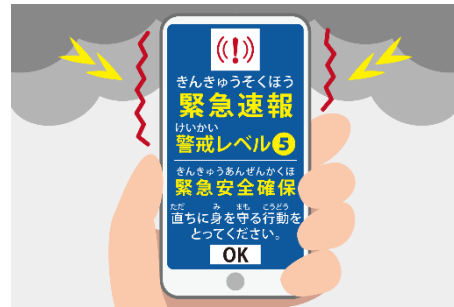 ((!))
きんきゅうそくほう
緊急速報
けいかい
警戒レベル❺
きんきゅうあんぜんかくほ
緊急安全確保
ただ み まも こうどう
直ちに身を守る行動を
とってください。
OK